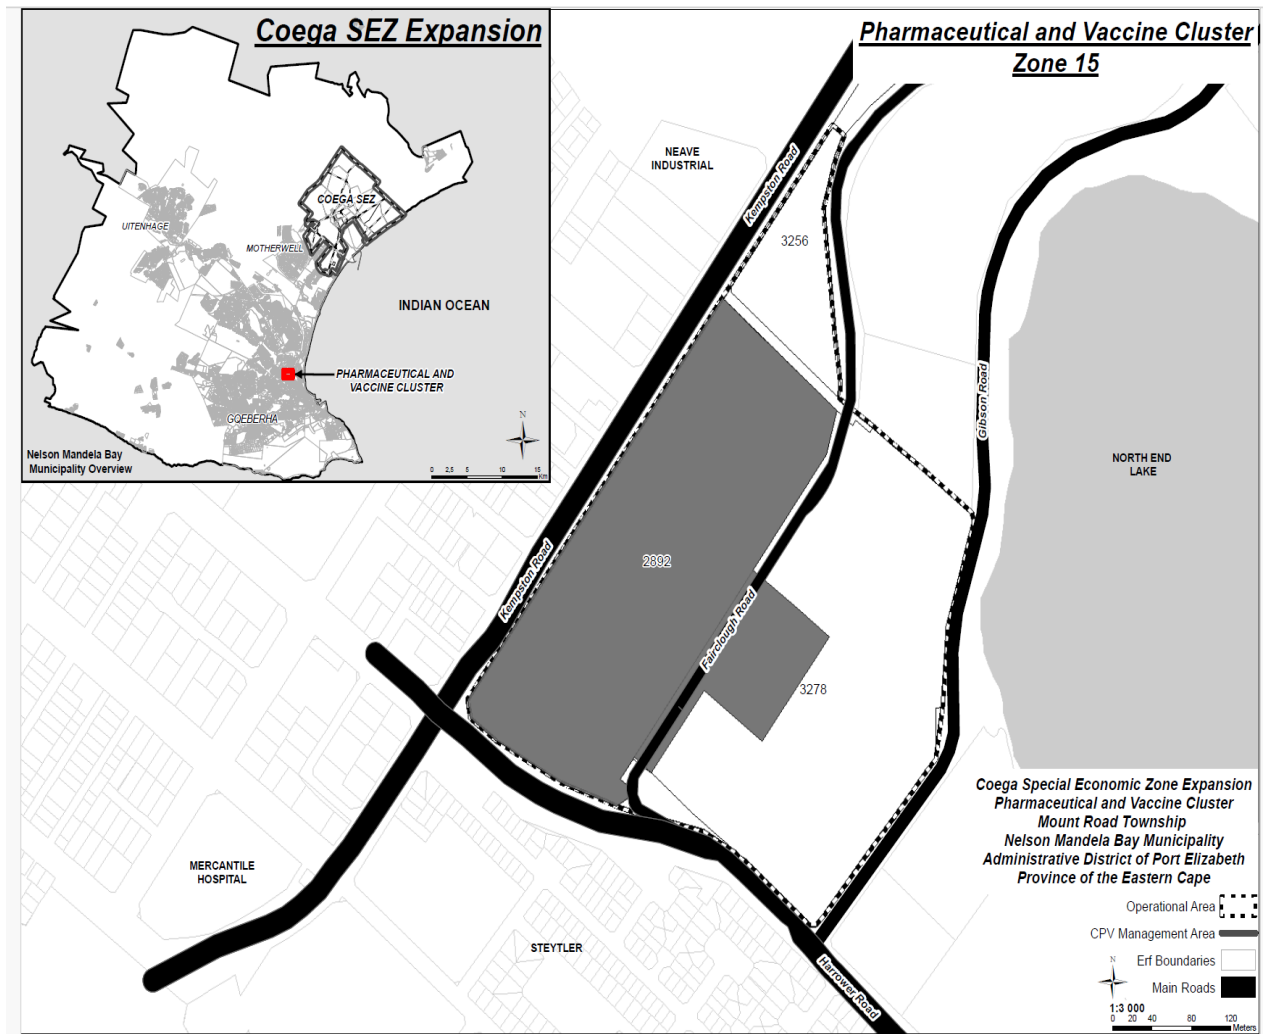 Coega SEZ Expansion
COEGA SEZ
UITENHAGE
MOTHERWELL
INDIAN OCEAN
PHARMACEUTICAL AND
VACCINE CLUSTER
GQEBERHA
N
Nelson Mandela Bay
Municipality Overview
0 2,5 5 10 15
Km
Pharmaceutical and Vaccine Cluster
Zone 15
NEAVE
INDUSTRIAL
Kempston Road
3256
Gibson Road
NORTH END
LAKE
2892
Kempston Road
Fairclough Road
3278
MERCANTILE
HOSPITAL
STEYTLER
Harrower Road
Coega Special Economic Zone Expansion
Pharmaceutical and Vaccine Cluster
Mount Road Township
Nelson Mandela Bay Municipality
Administrative District of Port Elizabeth
Province of the Eastern Cape
Operational Area
CPV Management Area
Erf Boundaries
Main Roads
N
1:3 000
0 20 40 80 120
Meters